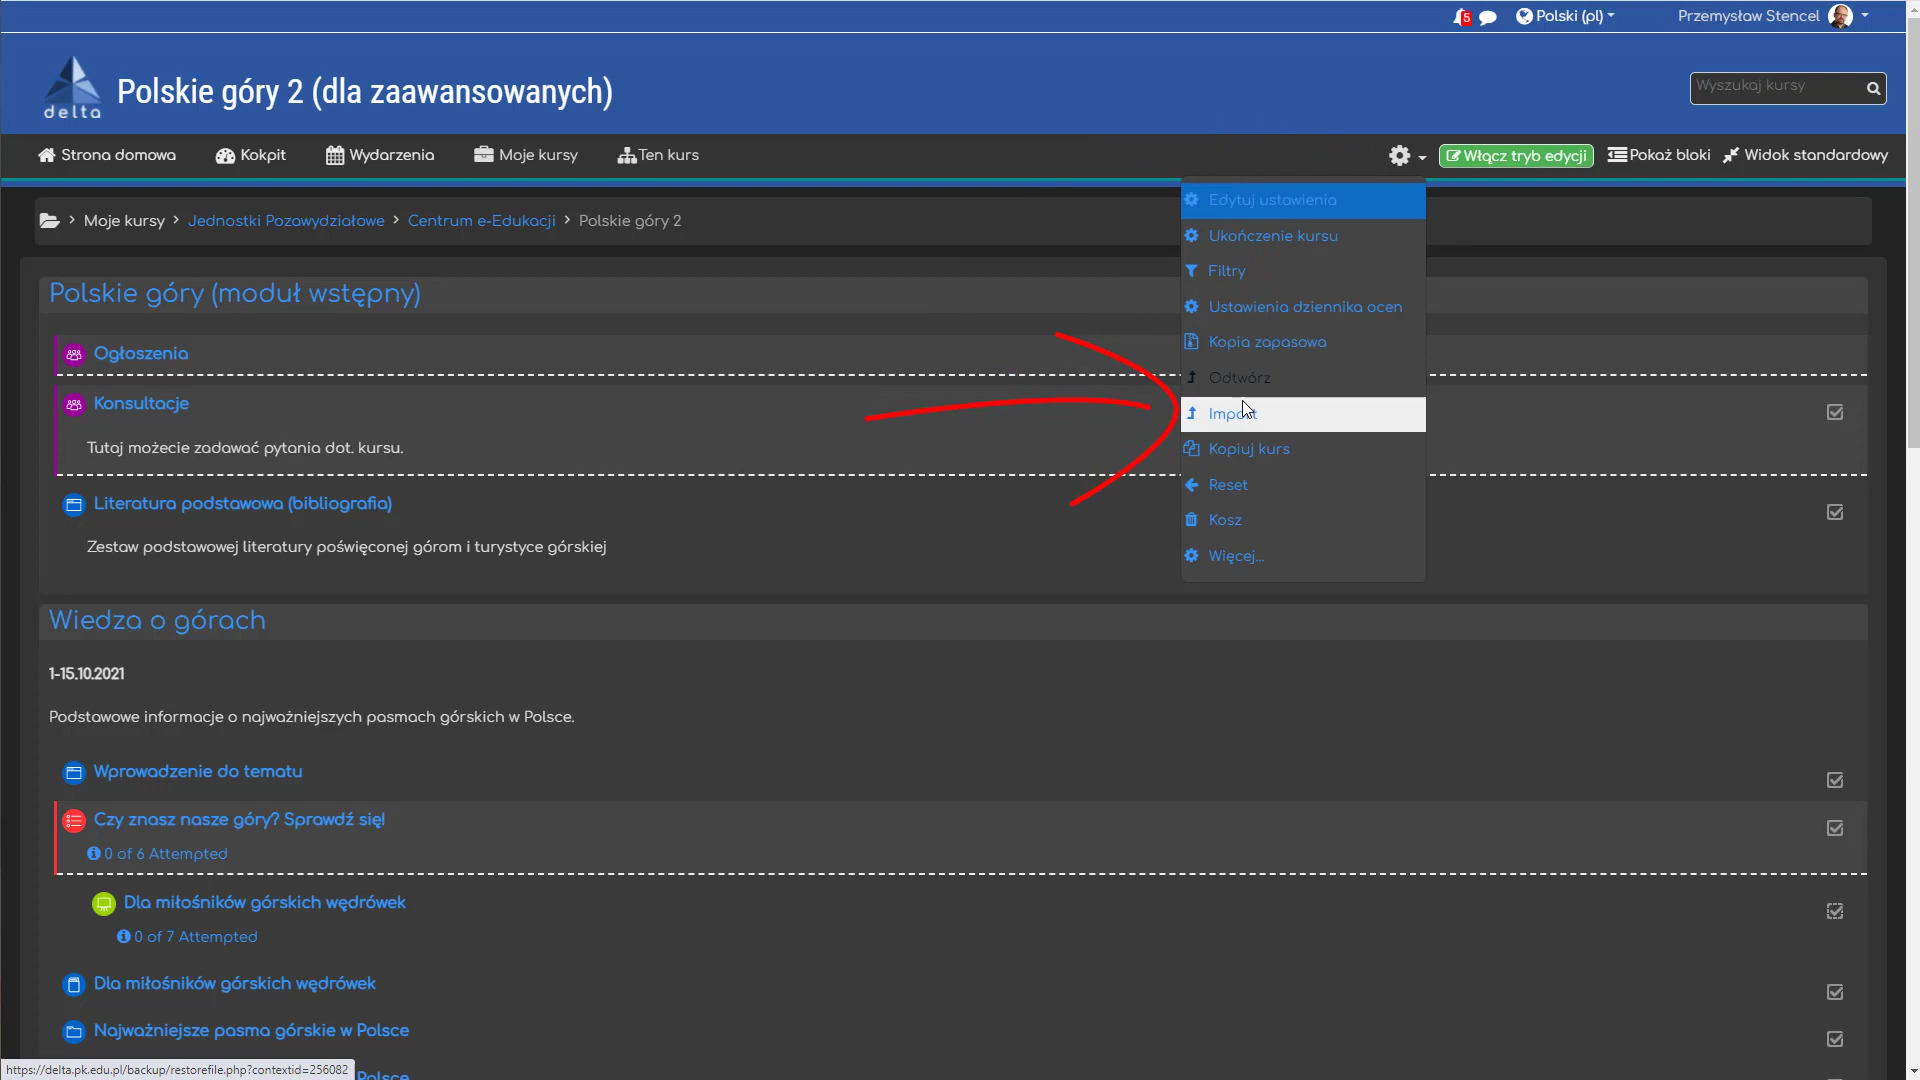 5
Polski (pl)
Przemysław Stencel
delta
Polskie góry 2 (dla zaawansowanych)
Wyszukaj kursy
Strona domowa
Kokpit
Wydarzenia
Moje kursy
Ten kurs
Włącz tryb edycji
Pokaż bloki
Widok standardowy
Moje kursy
Jednostki Pozawydziałowe
Centrum e-Edukacji
Polskie góry 2
Edytuj ustawienia
Ukończenie kursu
Filtry
Ustawienia dziennika ocen
Kopia zapasowa
Odtwórz
Import
Kopiuj kurs
Reset
Kosz
Więcej...
Polskie góry (moduł wstępny)
Ogłoszenia
Konsultacje
Tutaj możecie zadawać pytania dot. kursu.
Literatura podstawowa (bibliografia)
Zestaw podstawowej literatury poświęconej górom i turystyce górskiej
Wiedza o górach
1-15.10.2021
Podstawowe informacje o najważniejszych pasmach górskich w Polsce.
Wprowadzenie do tematu
Czy znasz nasze góry? Sprawdź się!
0 of 6 Attempted
Dla miłośników górskich wędrówek
0 of 7 Attempted
Dla miłośników górskich wędrówek
Najważniejsze pasma górskie w Polsce
Polsce
https://delta.pk.edu.pl/backup/restorefile.php?contextid=256082